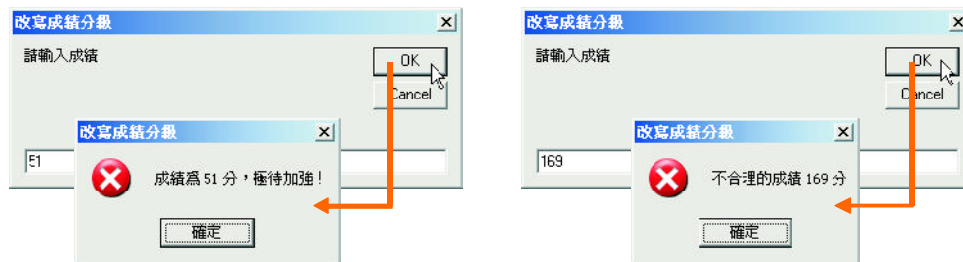 改寫成績分級
請輸入成績
OK
Cancel
51
改寫成績分級
成績為 51 分，極待加強！
確定
改寫成績分級
請輸入成績
OK
Cancel
169
改寫成績分級
不合理的成績 169 分
確定